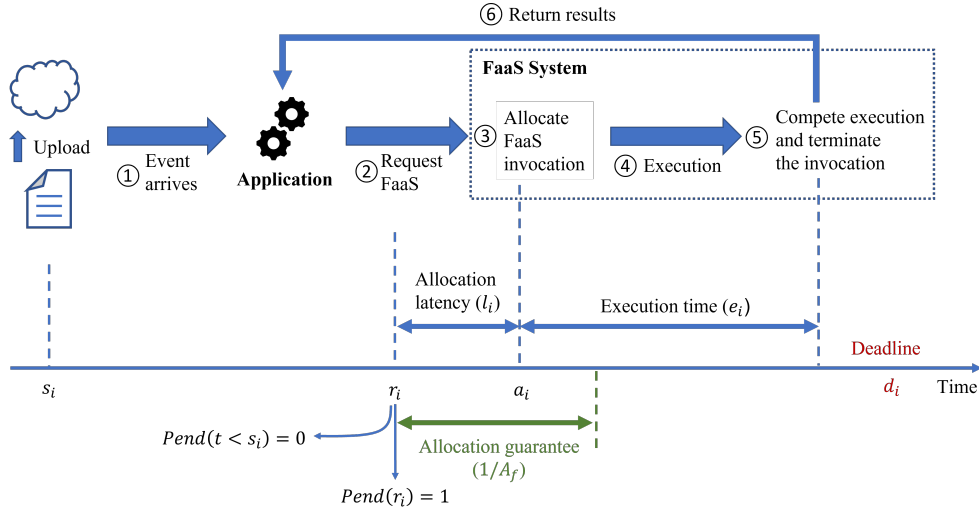 ⑥ Return results
FaaS System
Upload
① Event
arrives
Application
② Request
FaaS
③ Allocate
FaaS
invocation
④ Execution
⑤ Compete execution
and terminate
the invocation
Allocation
latency (l_i)
Execution time (e_i)
Deadline
s_i
r_i
a_i
d_i
Time
Pend(t < s_i) = 0
Allocation guarantee
(1/A_f)
Pend(r_i) = 1